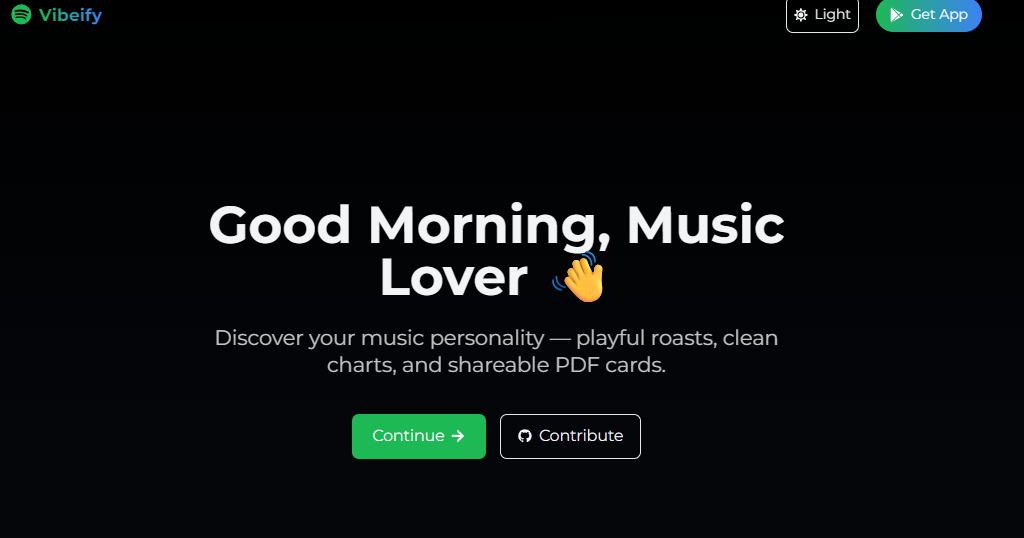 Vibeify
Light
Get App
Good Morning, Music
Lover 👋
Discover your music personality — playful roasts, clean
charts, and shareable PDF cards.
Continue →
Contribute